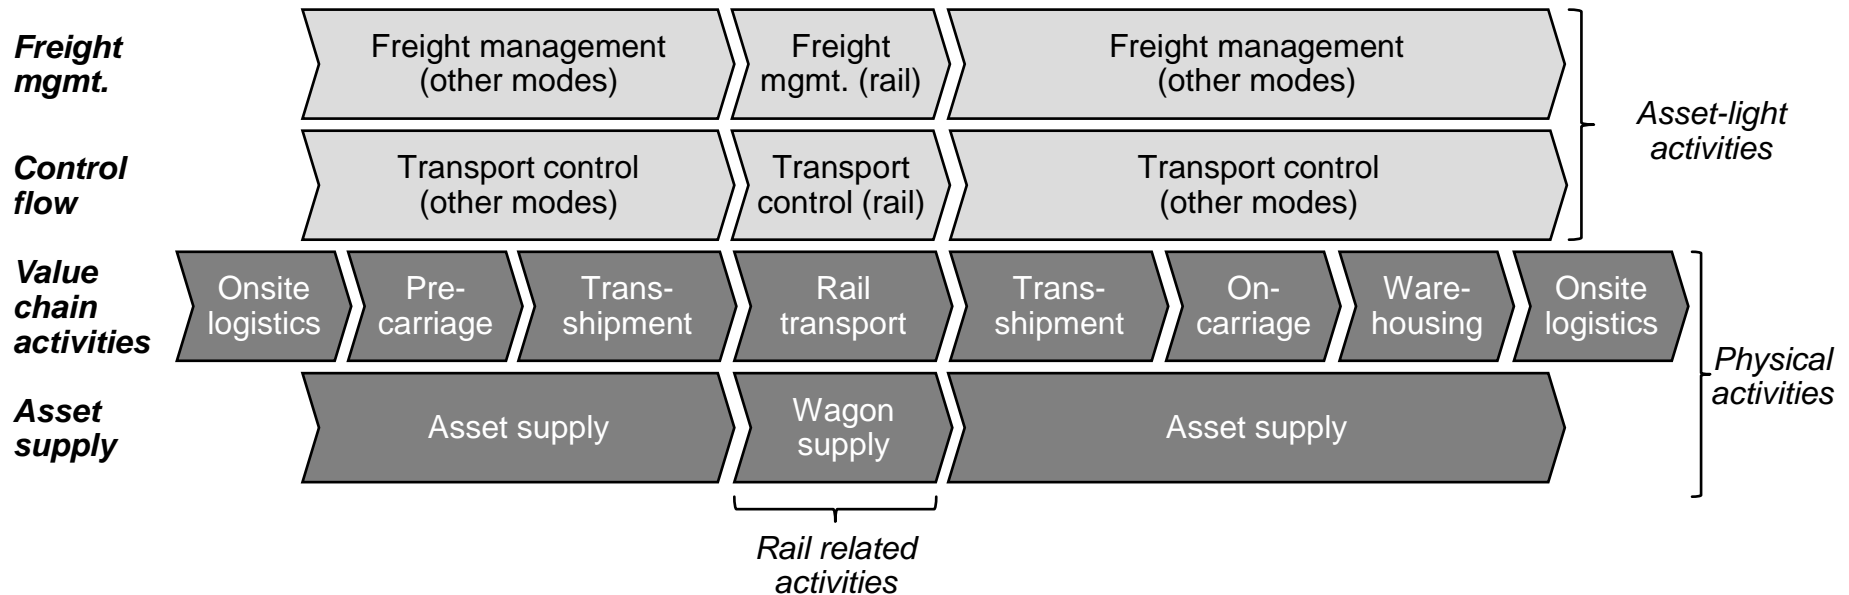 Freight
mgmt.
Freight management
(other modes)
Freight
mgmt. (rail)
Freight management
(other modes)
Asset-light
activities
Control
flow
Transport control
(other modes)
Transport
control (rail)
Transport control
(other modes)
Value
chain
activities
Onsite
logistics
Pre-
carriage
Trans-
shipment
Rail
transport
Trans-
shipment
On-
carriage
Ware-
housing
Onsite
logistics
Physical
activities
Asset
supply
Asset supply
Wagon
supply
Asset supply
Rail related
activities